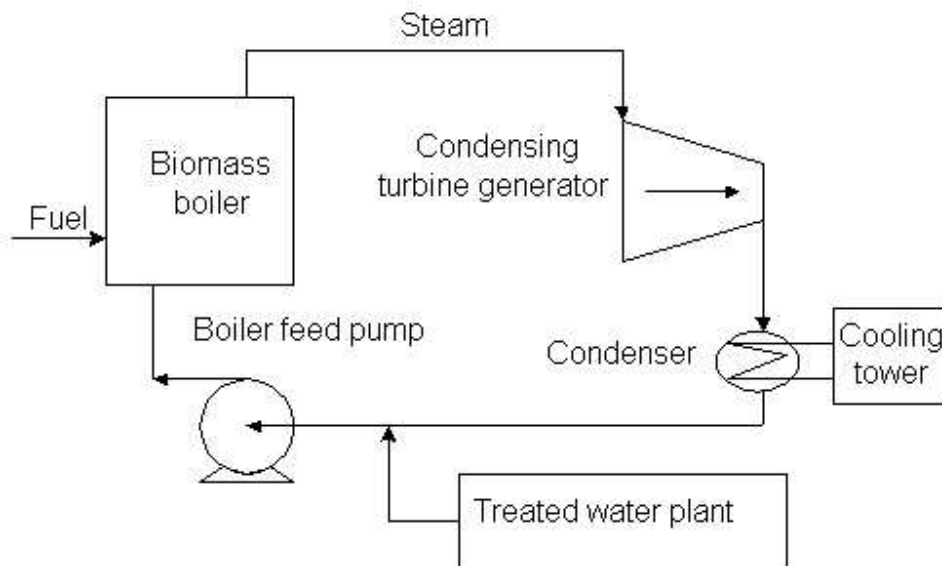 Steam
Biomass
boiler
Condensing
turbine generator
Fuel
Boiler feed pump
Condenser
Cooling
tower
Treated water plant